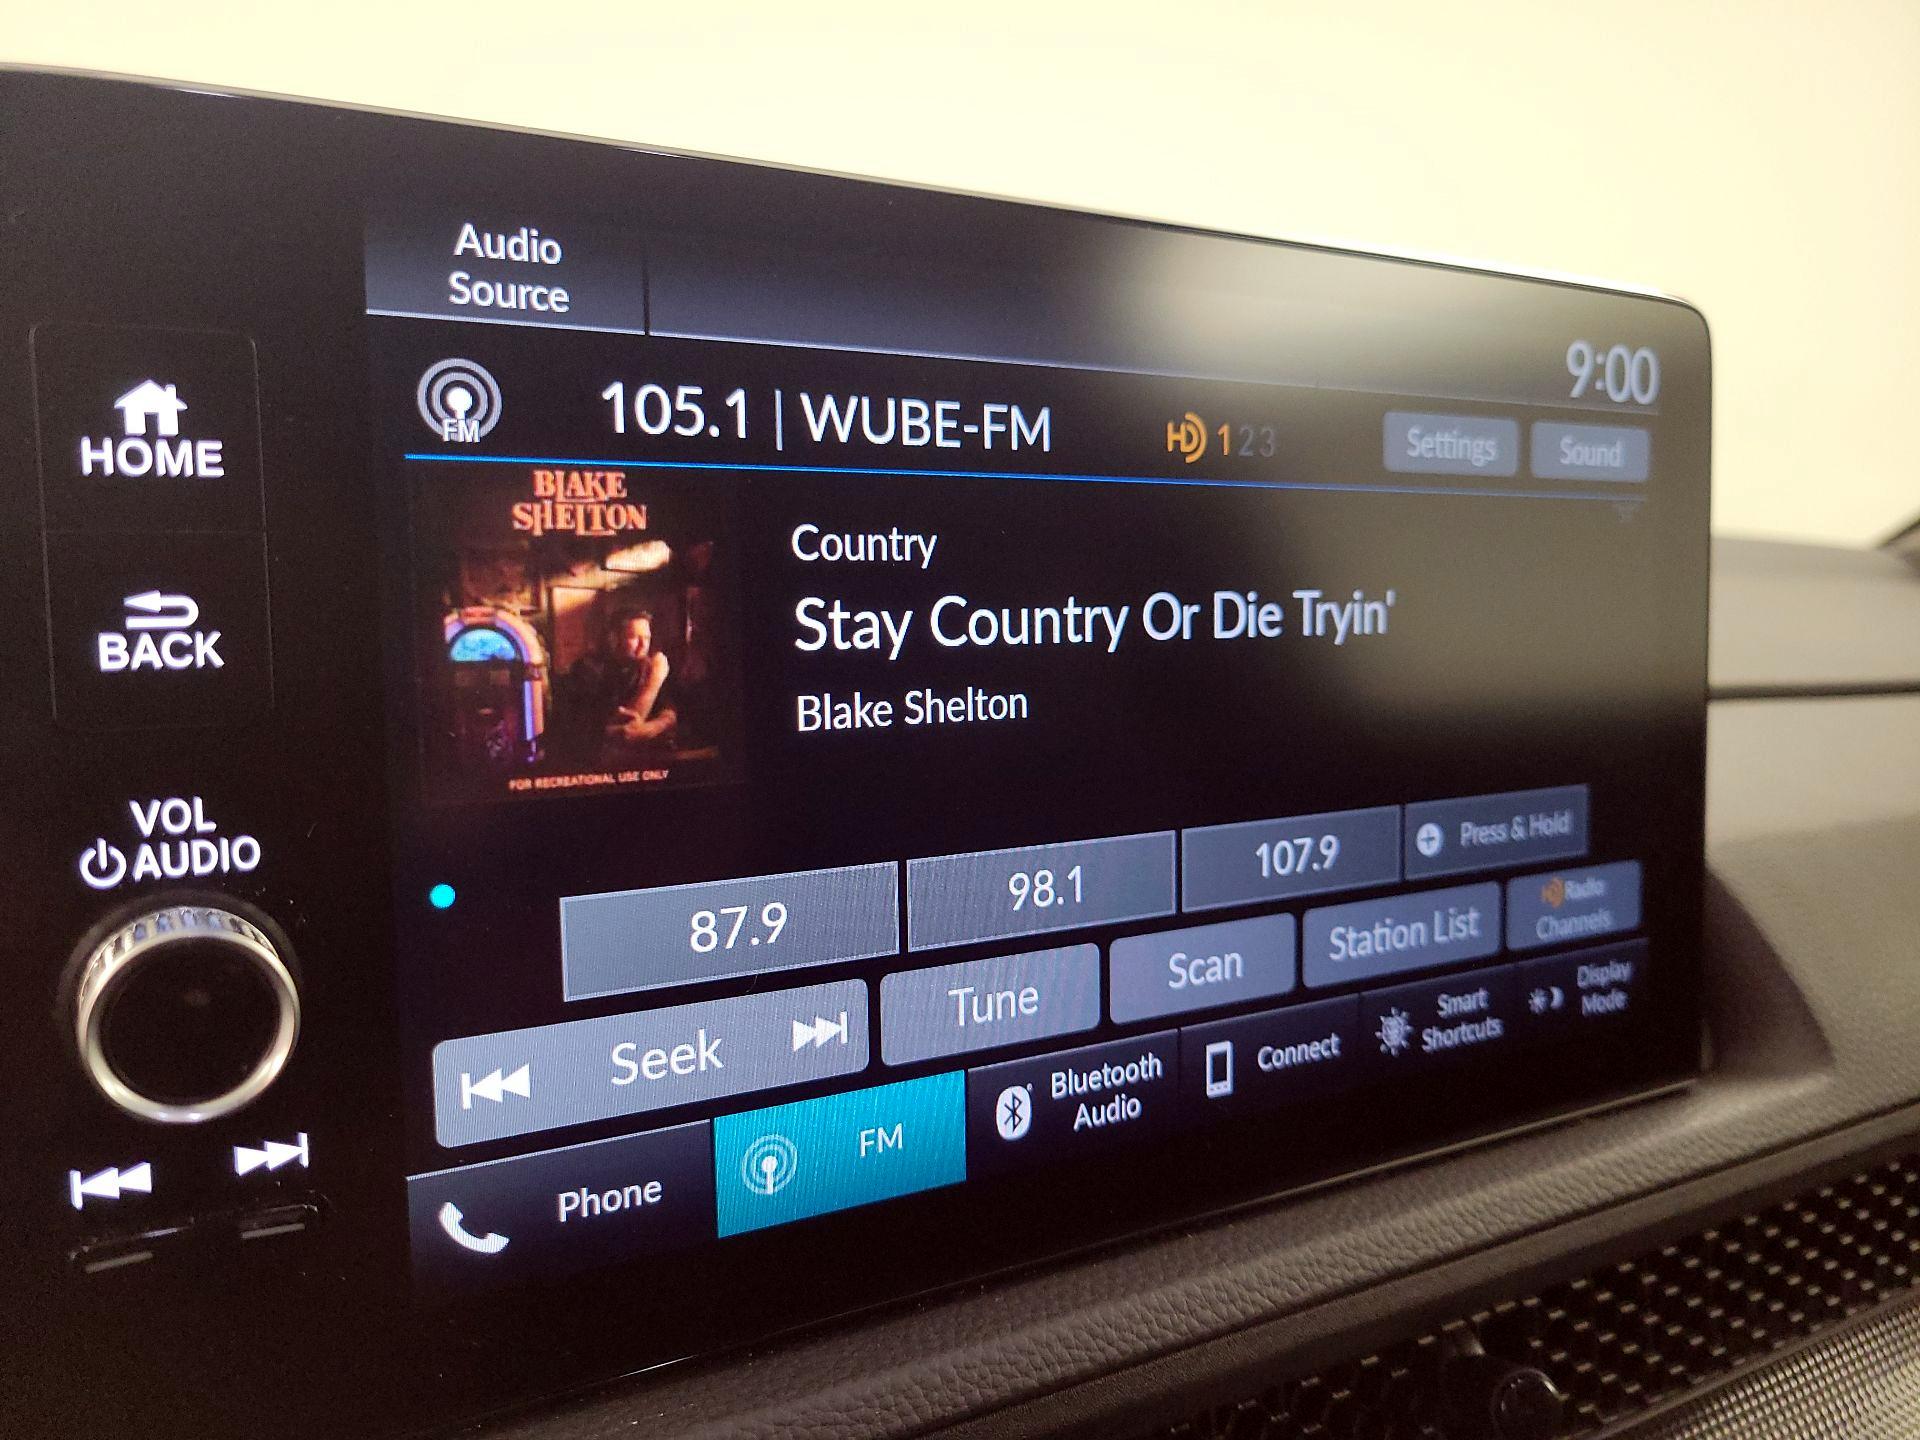 Audio
Source
9:00
FM
105.1 | WUBE-FM
HD 1 2 3
Settings
Sound
BLAKE
SHELTON
FOR RECREATIONAL USE ONLY
Country
Stay Country Or Die Tryin'
Blake Shelton
HOME
BACK
VOL
AUDIO
87.9
98.1
107.9
Press & Hold
Seek
Tune
Scan
Station List
HD Radio
Channels
Phone
FM
Bluetooth
Audio
Connect
Smart
Shortcuts
Display
Mode